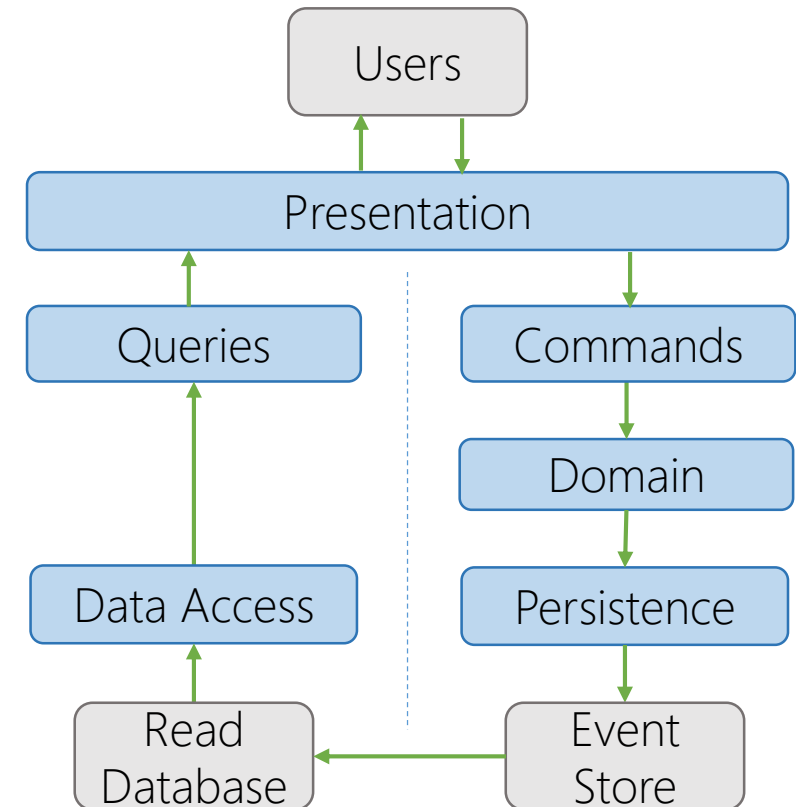 Users
Presentation
Queries
Commands
Domain
Data Access
Persistence
Read
Database
Event
Store